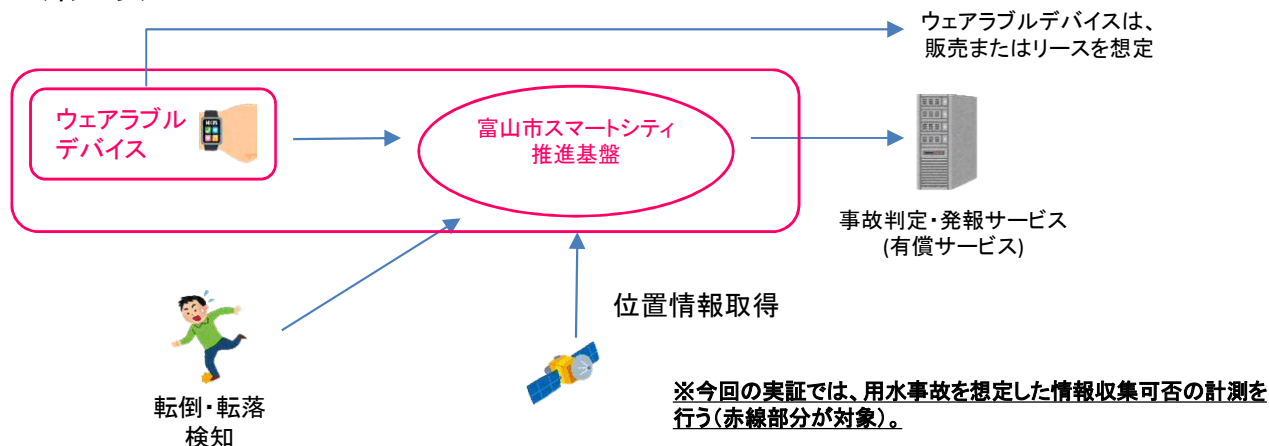 ウェアラブルデバイスは、
販売またはリースを想定
ウェアラブル
デバイス
富山市スマートシティ
推進基盤
事故判定・発報サービス
(有償サービス)
位置情報取得
転倒・転落
検知
※今回の実証では、用水事故を想定した情報収集可否の計測を
行う(赤線部分が対象)。